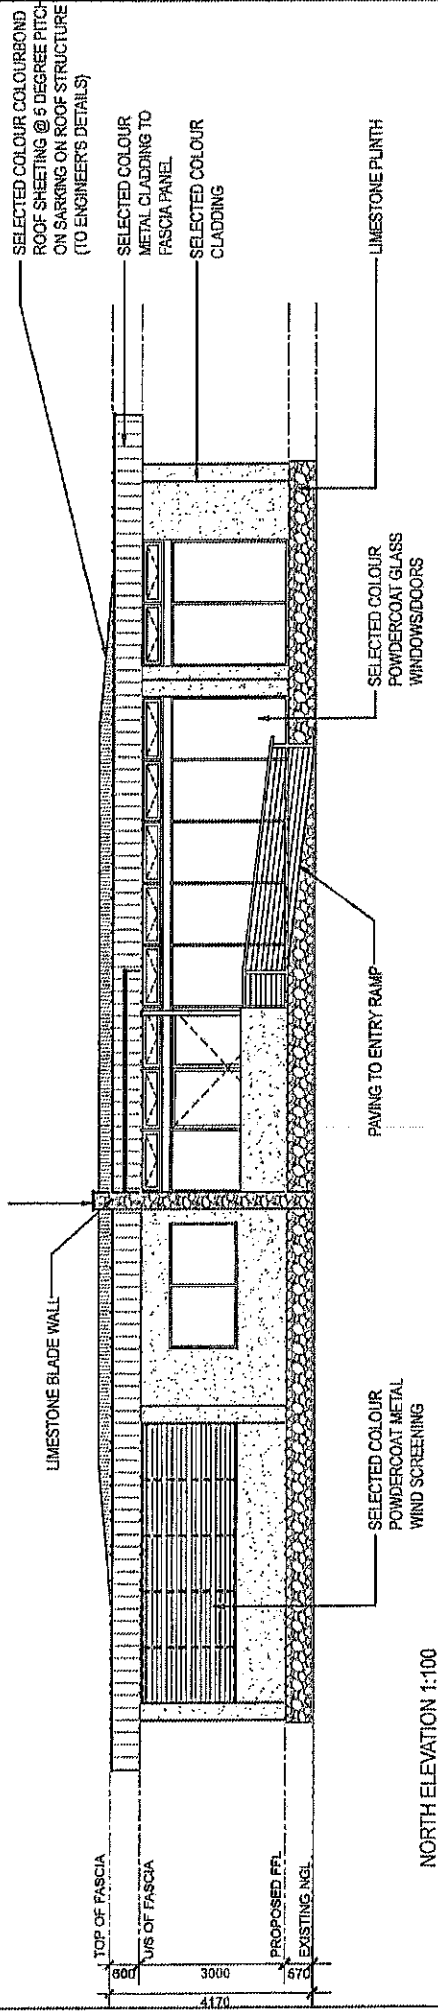 SELECTED COLOUR COLOURBOND
ROOF SHEETING @ 5 DEGREE PITCH
ON SARKING ON ROOF STRUCTURE
(TO ENGINEER'S DETAILS)
SELECTED COLOUR
METAL CLADDING TO
FASCIA PANEL
SELECTED COLOUR
CLADDING
LIMESTONE PLINTH
LIMESTONE BLADE WALL
SELECTED COLOUR
POWDERCOAT GLASS
WINDOWS/DOORS
PAVING TO ENTRY RAMP
SELECTED COLOUR
POWDERCOAT METAL
WIND SCREENING
TOP OF FASCIA
U/S OF FASCIA
PROPOSED FFL
EXISTING NGL
600
3000
570
4170
NORTH ELEVATION 1:100